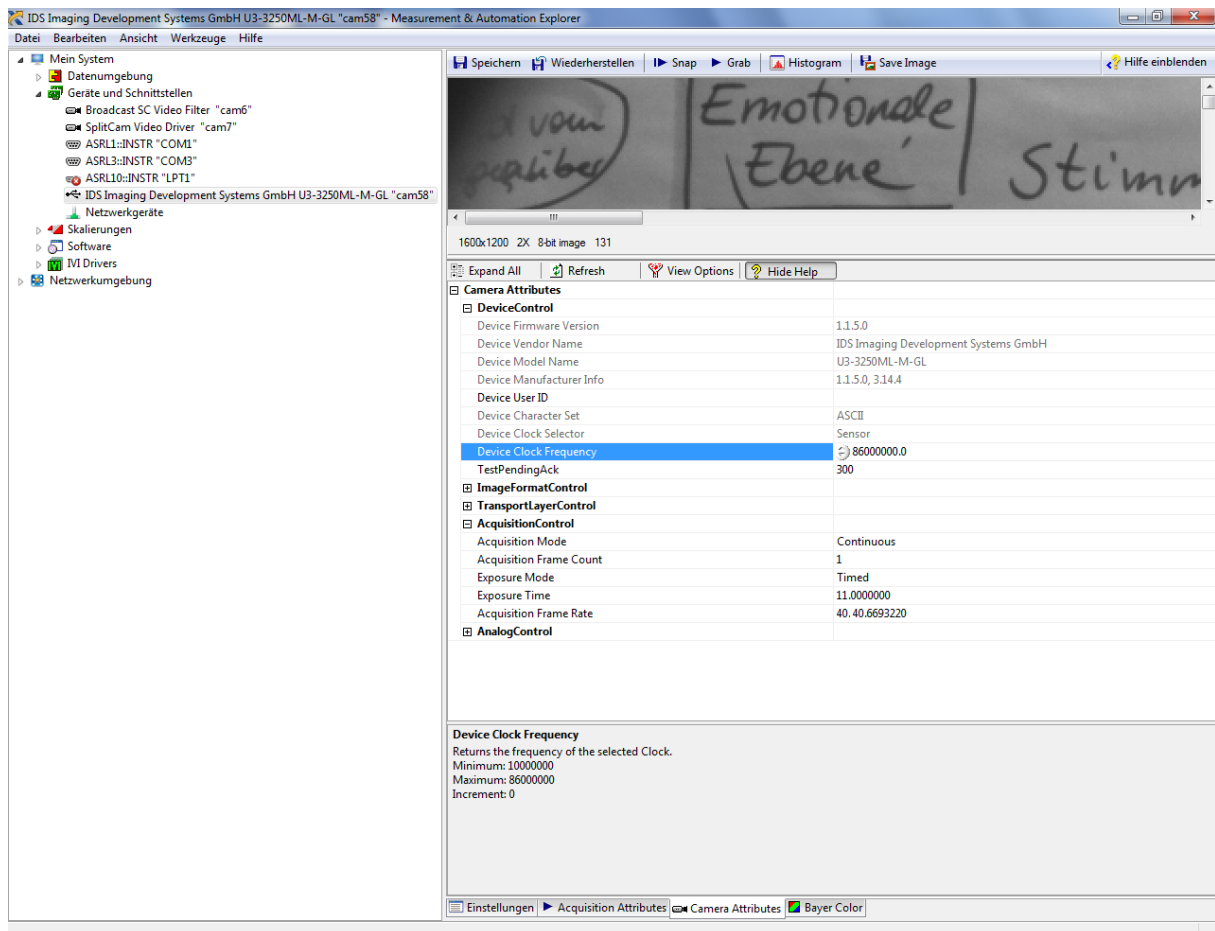 IDS Imaging Development Systems GmbH U3-3250ML-M-GL "cam58" - Measurement & Automation Explorer
Datei Bearbeiten Ansicht Werkzeuge Hilfe
Mein System
Datenumgebung
Geräte und Schnittstellen
Broadcast SC Video Filter "cam6"
SplitCam Video Driver "cam7"
ASRL1::INSTR "COM1"
ASRL3::INSTR "COM3"
ASRL10::INSTR "LPT1"
IDS Imaging Development Systems GmbH U3-3250ML-M-GL "cam58"
Netzwerkgeräte
Skalierungen
Software
IVI Drivers
Netzwerkumgebung
Speichern Wiederherstellen Snap Grab Histogram Save Image Hilfe einblenden
vom Emotionale
Ebene Stimm
1600x1200 2X 8-bit image 131
Expand All Refresh View Options Hide Help
Camera Attributes
DeviceControl
Device Firmware Version 1.1.5.0
Device Vendor Name IDS Imaging Development Systems GmbH
Device Model Name U3-3250ML-M-GL
Device Manufacturer Info 1.1.5.0, 3.14.4
Device User ID
Device Character Set ASCII
Device Clock Selector Sensor
Device Clock Frequency 86000000.0
TestPendingAck 300
ImageFormatControl
TransportLayerControl
AcquisitionControl
Acquisition Mode Continuous
Acquisition Frame Count 1
Exposure Mode Timed
Exposure Time 11.0000000
Acquisition Frame Rate 40.40.6693220
AnalogControl
Device Clock Frequency
Returns the frequency of the selected Clock.
Minimum: 10000000
Maximum: 86000000
Increment: 0
Einstellungen Acquisition Attributes Camera Attributes Bayer Color